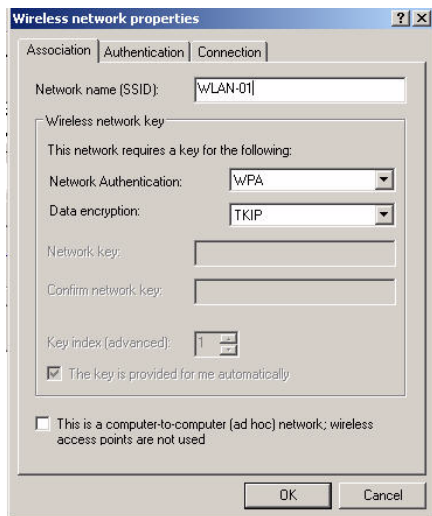 Wireless network properties
Association Authentication Connection
Network name (SSID): WLAN-01
Wireless network key
This network requires a key for the following:
Network Authentication: WPA
Data encryption: TKIP
Network key:
Confirm network key:
Key index (advanced): 1
The key is provided for me automatically
This is a computer-to-computer (ad hoc) network; wireless
access points are not used
OK Cancel